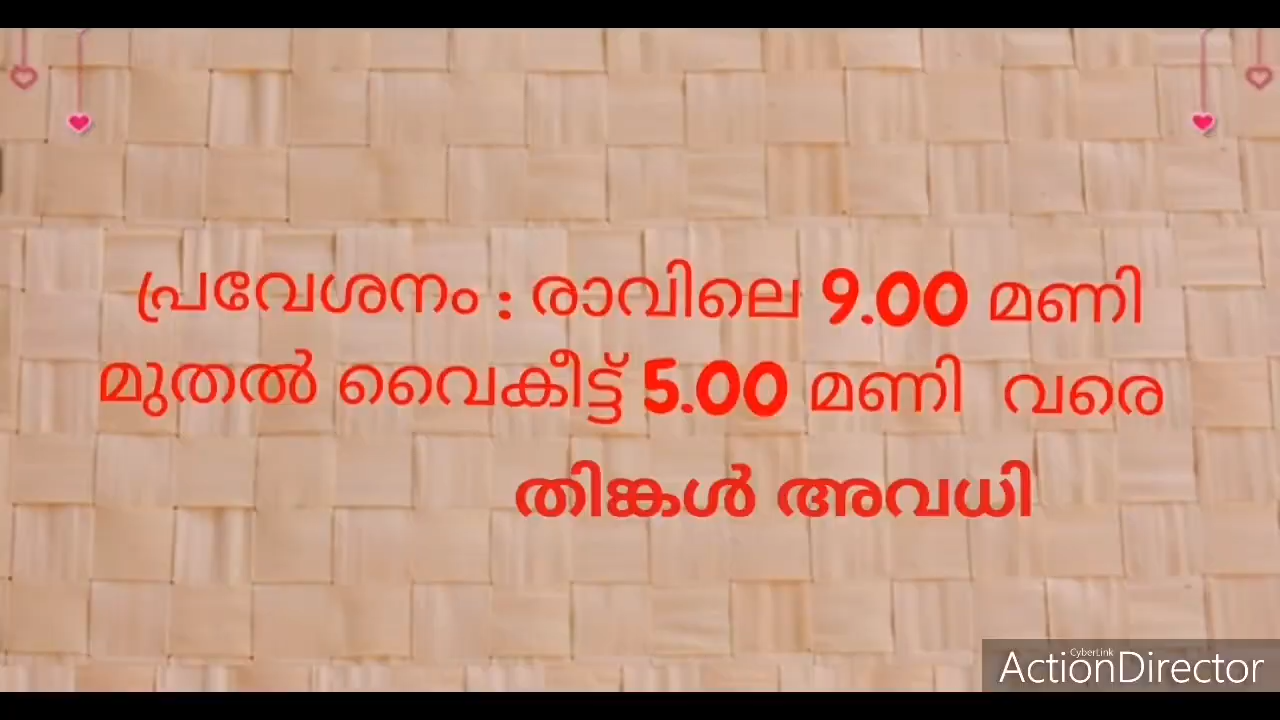 പ്രവേശനം : രാവിലെ 9.00 മണി
മുതൽ വൈകീട്ട് 5.00 മണി വരെ
തിങ്കൾ അവധി
CyberLink
ActionDirector